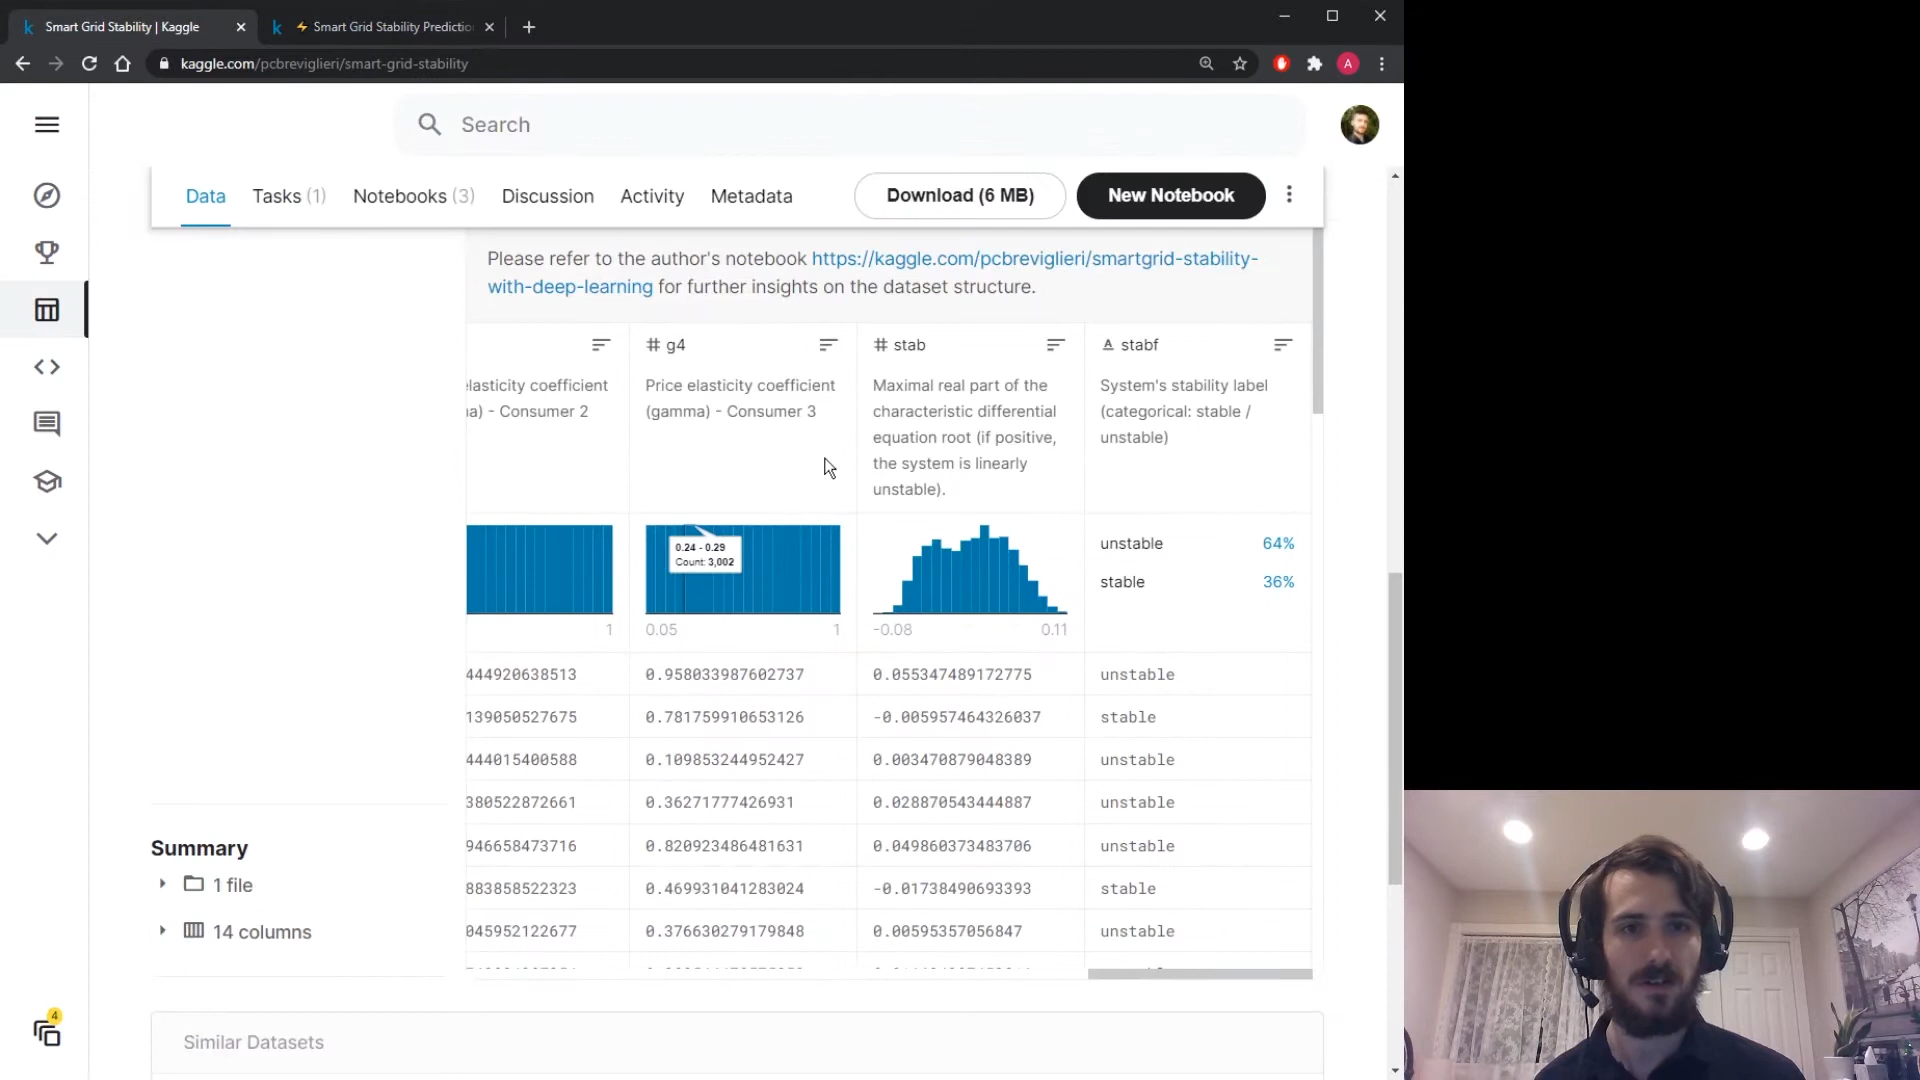 Smart Grid Stability | Kaggle
⚡ Smart Grid Stability Predictio
kaggle.com/pcbreviglieri/smart-grid-stability
A
Search
Data
Tasks (1)
Notebooks (3)
Discussion
Activity
Metadata
Download (6 MB)
New Notebook
Please refer to the author's notebook https://kaggle.com/pcbreviglieri/smartgrid-stability-
with-deep-learning for further insights on the dataset structure.
# g4
# stab
A stabf
lasticity coefficient
a) - Consumer 2
Price elasticity coefficient
(gamma) - Consumer 3
Maximal real part of the
characteristic differential
equation root (if positive,
the system is linearly
unstable).
System's stability label
(categorical: stable /
unstable)
0.24 - 0.29
Count: 3,002
unstable 64%
stable 36%
1
0.05 1
-0.08 0.11
444920638513 0.958033987602737 0.055347489172775 unstable
139050527675 0.781759910653126 -0.005957464326037 stable
444015400588 0.109853244952427 0.003470879048389 unstable
380522872661 0.36271777426931 0.028870543444887 unstable
946658473716 0.820923486481631 0.049860373483706 unstable
883858522323 0.469931041283024 -0.01738490693393 stable
045952122677 0.376630279179848 0.00595357056847 unstable
Summary
1 file
14 columns
4
Similar Datasets